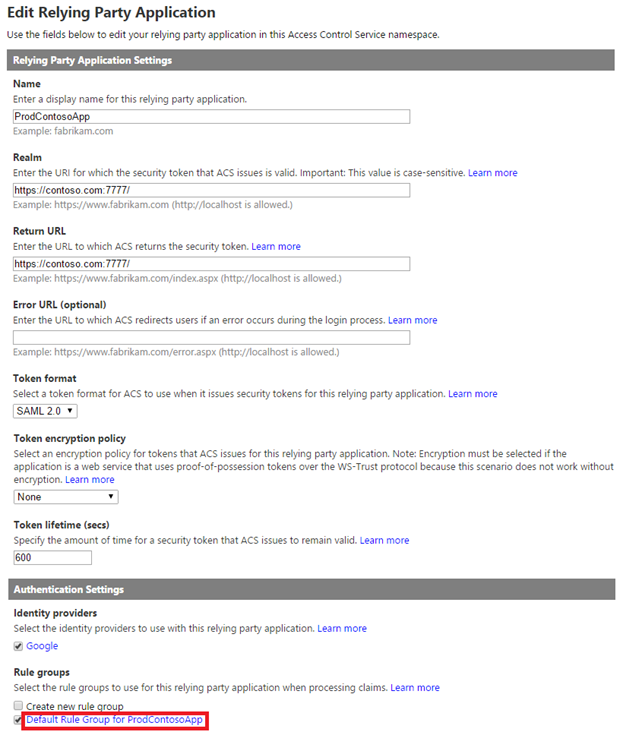 Edit Relying Party Application
Use the fields below to edit your relying party application in this Access Control Service namespace.
Relying Party Application Settings
Name
Enter a display name for this relying party application.
ProdContosoApp
Example: fabrikam.com
Realm
Enter the URI for which the security token that ACS issues is valid. Important: This value is case-sensitive. Learn more
https://contoso.com:7777/
Example: https://www.fabrikam.com (http://localhost is allowed.)
Return URL
Enter the URL to which ACS returns the security token. Learn more
https://contoso.com:7777/
Example: https://www.fabrikam.com/index.aspx (http://localhost is allowed.)
Error URL (optional)
Enter the URL to which ACS redirects users if an error occurs during the login process. Learn more
Example: https://www.fabrikam.com/error.aspx (http://localhost is allowed.)
Token format
Select a token format for ACS to use when it issues security tokens for this relying party application. Learn more
SAML 2.0
Token encryption policy
Select an encryption policy for tokens that ACS issues for this relying party application. Note: Encryption must be selected if the
application is a web service that uses proof-of-possession tokens over the WS-Trust protocol because this scenario does not work without
encryption. Learn more
None
Token lifetime (secs)
Specify the amount of time for a security token that ACS issues to remain valid. Learn more
600
Authentication Settings
Identity providers
Select the identity providers to use with this relying party application. Learn more
Google
Rule groups
Select the rule groups to use for this relying party application when processing claims. Learn more
Create new rule group
Default Rule Group for ProdContosoApp